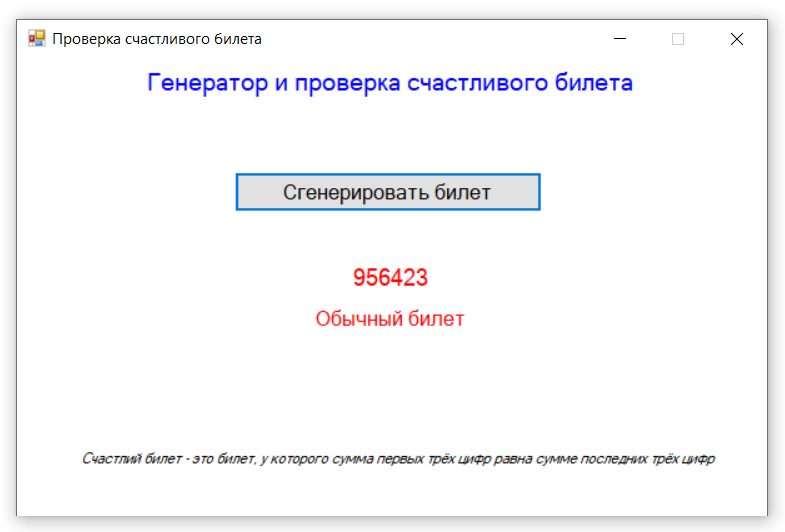 Проверка счастливого билета
Генератор и проверка счастливого билета
Сгенерировать билет
956423
Обычный билет
Счастлий билет - это билет, у которого сумма первых трёх цифр равна сумме последних трёх цифр